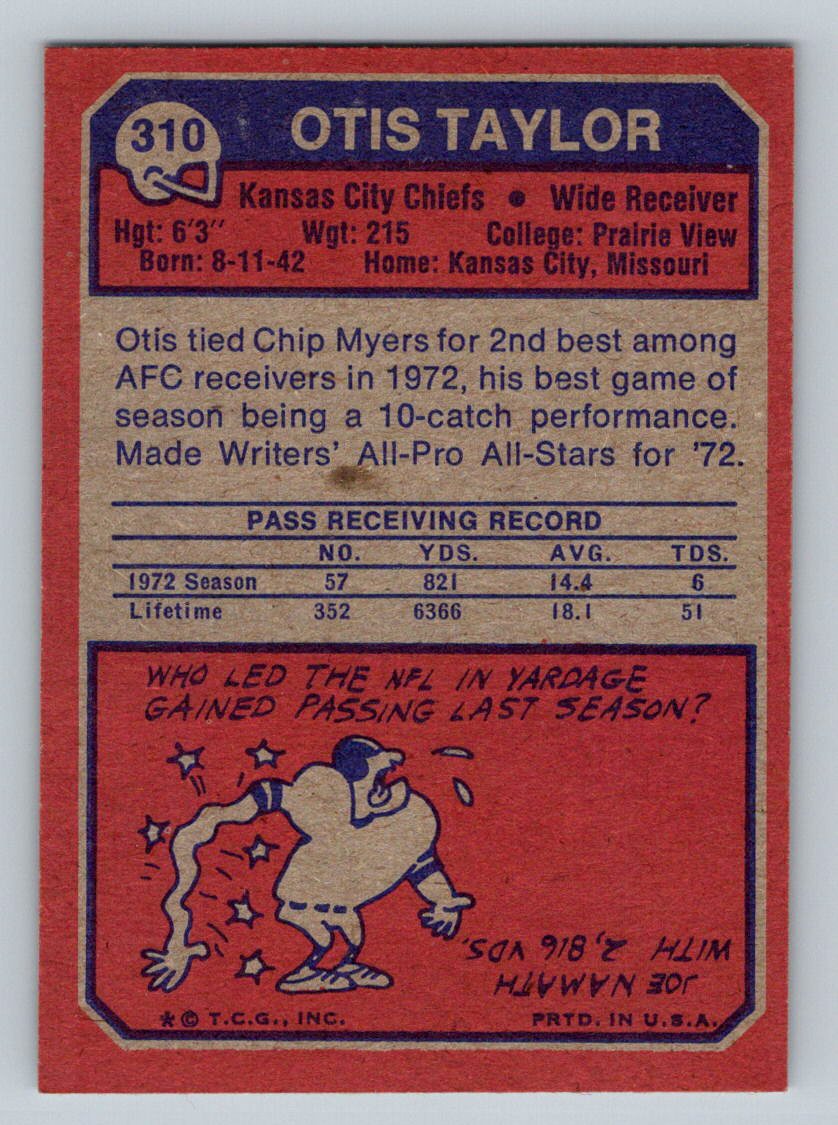 310
OTIS TAYLOR
Kansas City Chiefs • Wide Receiver
Hgt: 6'3" Wgt: 215 College: Prairie View
Born: 8-11-42 Home: Kansas City, Missouri
Otis tied Chip Myers for 2nd best among
AFC receivers in 1972, his best game of
season being a 10-catch performance.
Made Writers' All-Pro All-Stars for '72.
PASS RECEIVING RECORD
NO. YDS. AVG. TDS.
1972 Season 57 821 14.4 6
Lifetime 352 6366 18.1 51
WHO LED THE NFL IN YARDAGE
GAINED PASSING LAST SEASON?
JOE NAMATH
WITH 2,816 YDS.
* © T.C.G., INC. PRTD. IN U.S.A.